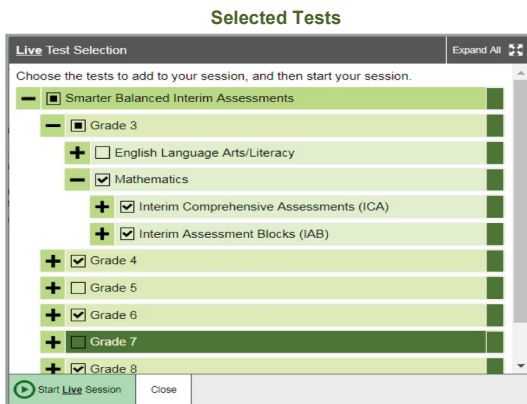 Selected Tests
Live Test Selection Expand All
Choose the tests to add to your session, and then start your session.
Smarter Balanced Interim Assessments
Grade 3
English Language Arts/Literacy
Mathematics
Interim Comprehensive Assessments (ICA)
Interim Assessment Blocks (IAB)
Grade 4
Grade 5
Grade 6
Grade 7
Grade 8
Start Live Session Close